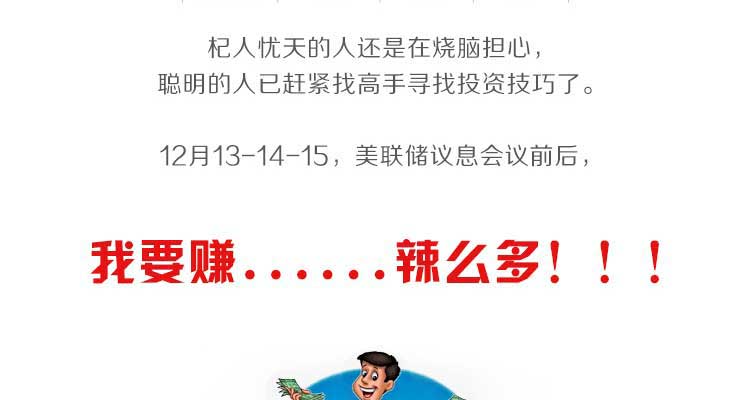 杞人忧天的人还是在烧脑担心，
聪明的人已赶紧找高手寻找投资技巧了。
12月13-14-15，美联储议息会议前后，
我要赚......辣么多！！！